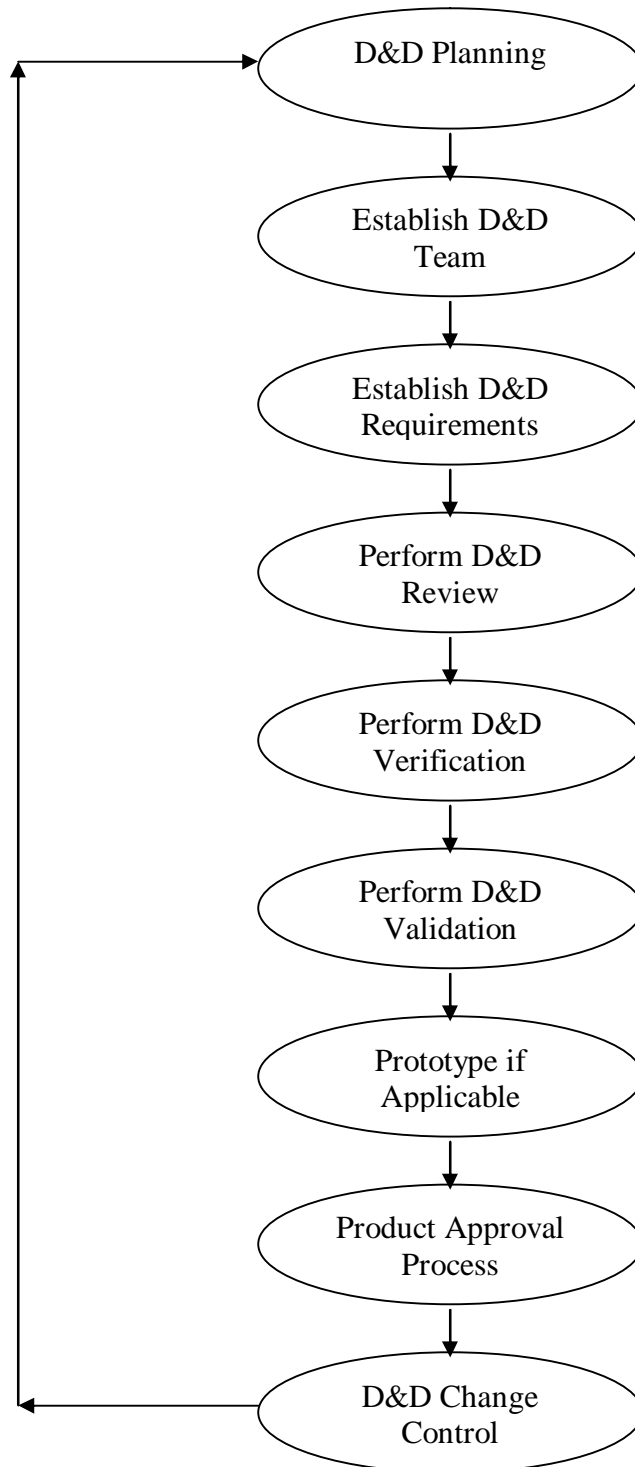 D&D Planning
Establish D&D
Team
Establish D&D
Requirements
Perform D&D
Review
Perform D&D
Verification
Perform D&D
Validation
Prototype if
Applicable
Product Approval
Process
D&D Change
Control